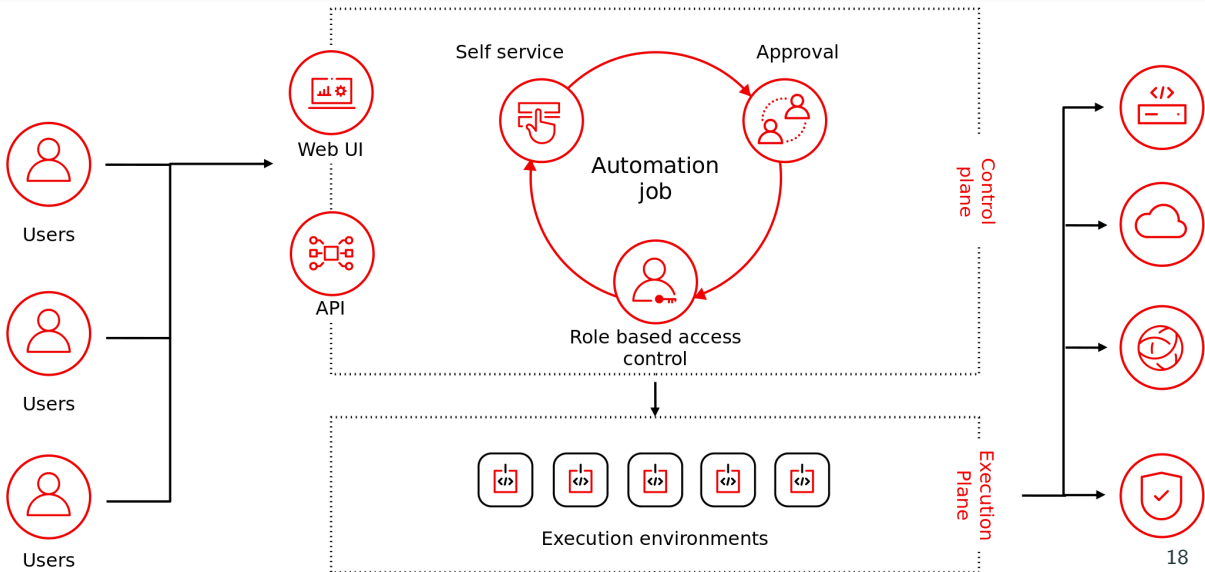 Self service
Approval
Web UI
Automation
job
Control
plane
Users
API
Role based access
control
Users
Execution
Plane
Execution environments
Users
18